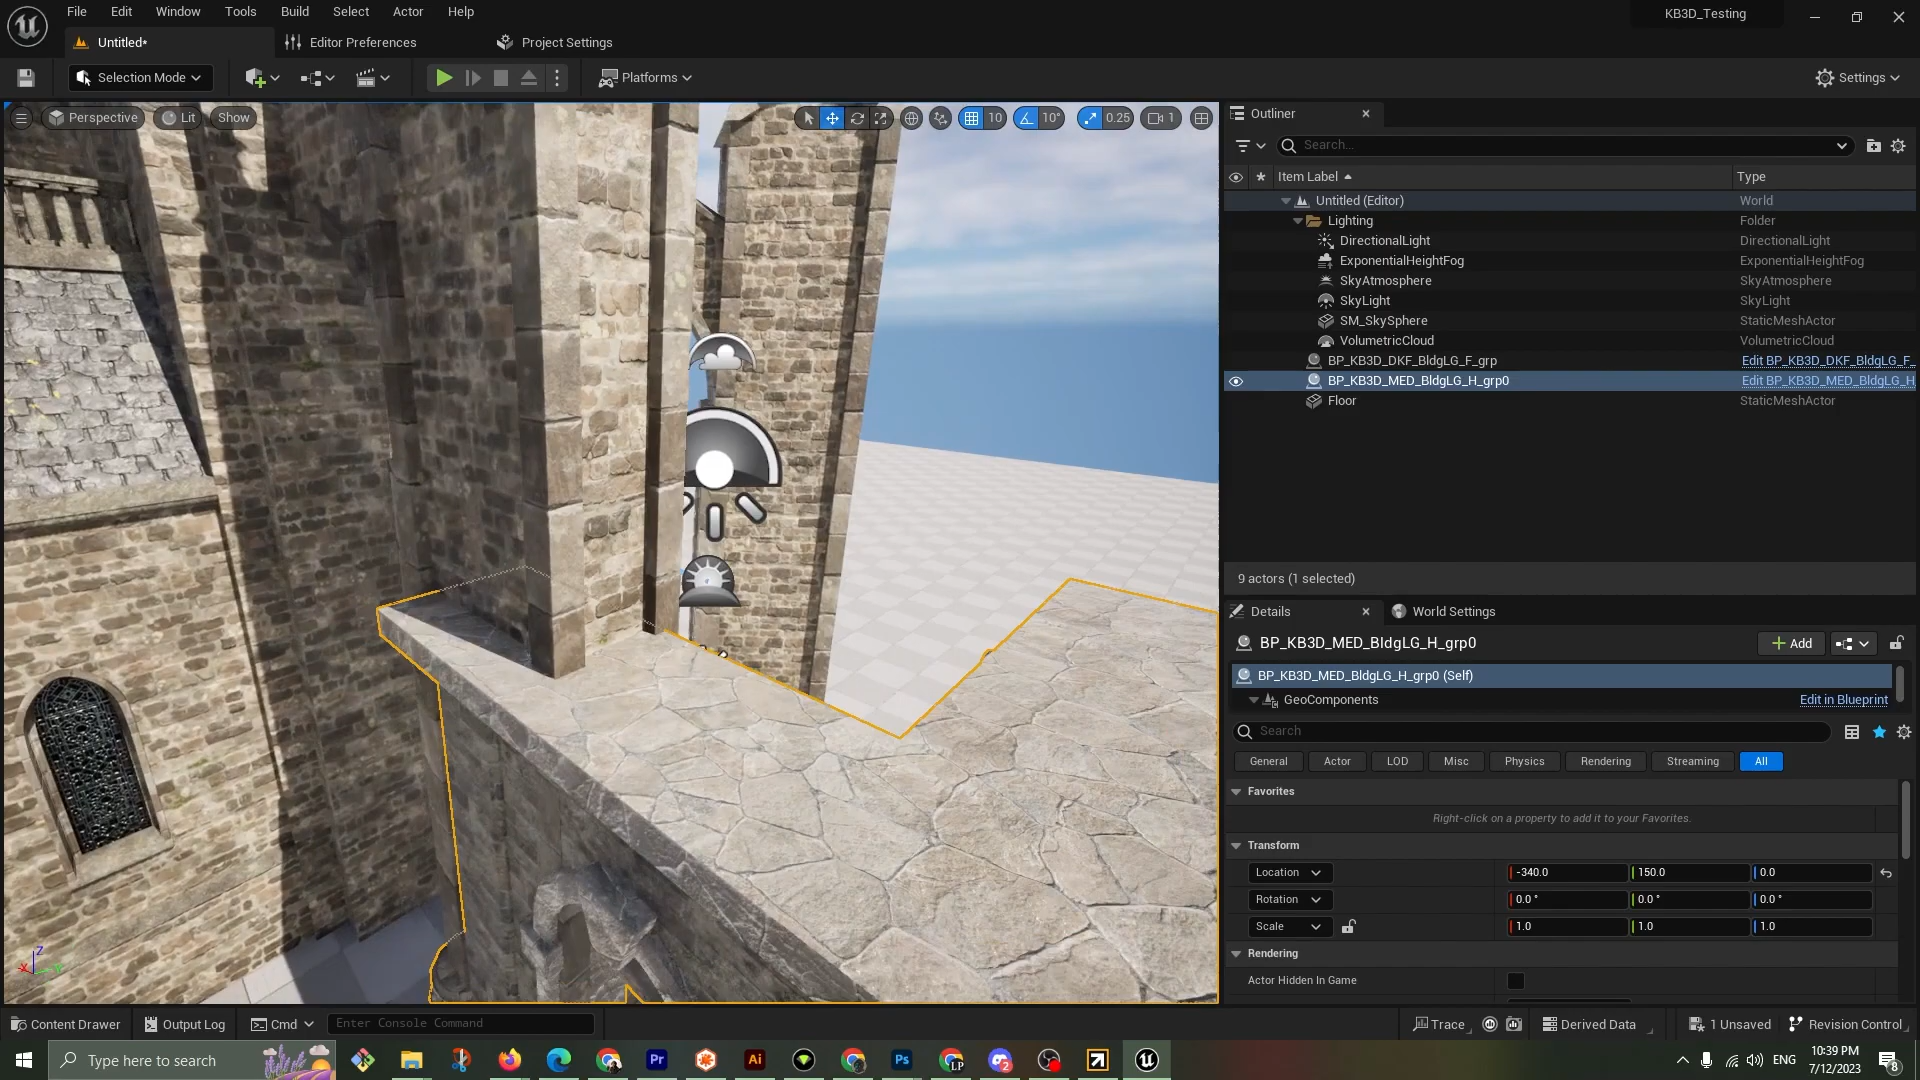 File Edit Window Tools Build Select Actor Help
KB3D_Testing
Untitled*
Editor Preferences
Project Settings
Selection Mode
Platforms
Settings
Perspective
Lit
Show
10
10°
0.25
1
Outliner
Search...
Item Label
Type
Untitled (Editor)
World
Lighting
Folder
DirectionalLight
DirectionalLight
ExponentialHeightFog
ExponentialHeightFog
SkyAtmosphere
SkyAtmosphere
SkyLight
SkyLight
SM_SkySphere
StaticMeshActor
VolumetricCloud
VolumetricCloud
BP_KB3D_DKF_BldgLG_F_grp
Edit BP_KB3D_DKF_BldgLG_F_
BP_KB3D_MED_BldgLG_H_grp0
Edit BP_KB3D_MED_BldgLG_H
Floor
StaticMeshActor
9 actors (1 selected)
Details
World Settings
BP_KB3D_MED_BldgLG_H_grp0
Add
BP_KB3D_MED_BldgLG_H_grp0 (Self)
GeoComponents
Edit in Blueprint
Search
General Actor LOD Misc Physics Rendering Streaming All
Favorites
Right-click on a property to add it to your Favorites.
Transform
Location
-340.0 150.0 0.0
Rotation
0.0 ° 0.0 ° 0.0 °
Scale
1.0 1.0 1.0
Rendering
Actor Hidden In Game
Z
X
Y
Content Drawer
Output Log
Cmd
Enter Console Command
Trace
Derived Data
1 Unsaved
Revision Control
Type here to search
Pr
Ai
Ps
LP
2
ENG
10:39 PM
7/12/2023
8